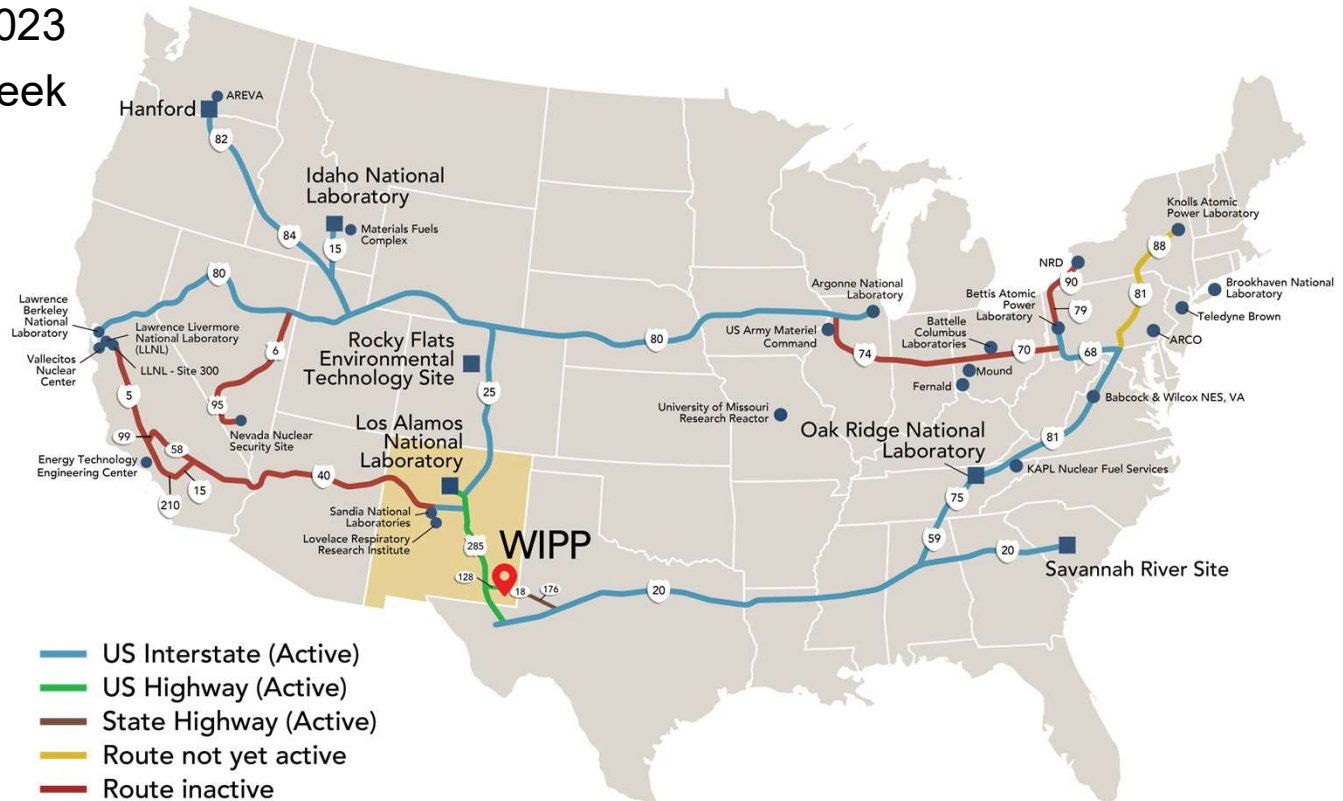 023
eek
Hanford
AREVA
82
Idaho National
Laboratory
Materials Fuels
Complex
84
15
80
Lawrence
Berkeley
National
Laboratory
Lawrence Livermore
National Laboratory
(LLNL)
Vallecitos
Nuclear
Center
LLNL - Site 300
6
5
95
Nevada Nuclear
Security Site
99
58
Energy Technology
Engineering Center
15
210
40
Rocky Flats
Environmental
Technology Site
25
Los Alamos
National
Laboratory
Sandia National
Laboratories
Lovelace Respiratory
Research Institute
285
WIPP
128
18
176
20
80
Argonne National
Laboratory
US Army Materiel
Command
74
Battelle
Columbus
Laboratories
70
Mound
Fernald
University of Missouri
Research Reactor
Bettis Atomic
Power
Laboratory
NRD
90
79
68
Knolls Atomic
Power Laboratory
88
81
Brookhaven National
Laboratory
Teledyne Brown
ARCO
Babcock & Wilcox NES, VA
81
Oak Ridge National
Laboratory
KAPL Nuclear Fuel Services
75
59
20
Savannah River Site
US Interstate (Active)
US Highway (Active)
State Highway (Active)
Route not yet active
Route inactive